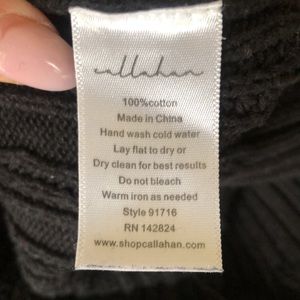 callahan
100%cotton
Made in China
Hand wash cold water
Lay flat to dry or
Dry clean for best results
Do not bleach
Warm iron as needed
Style 91716
RN 142824
www.shopcallahan.com